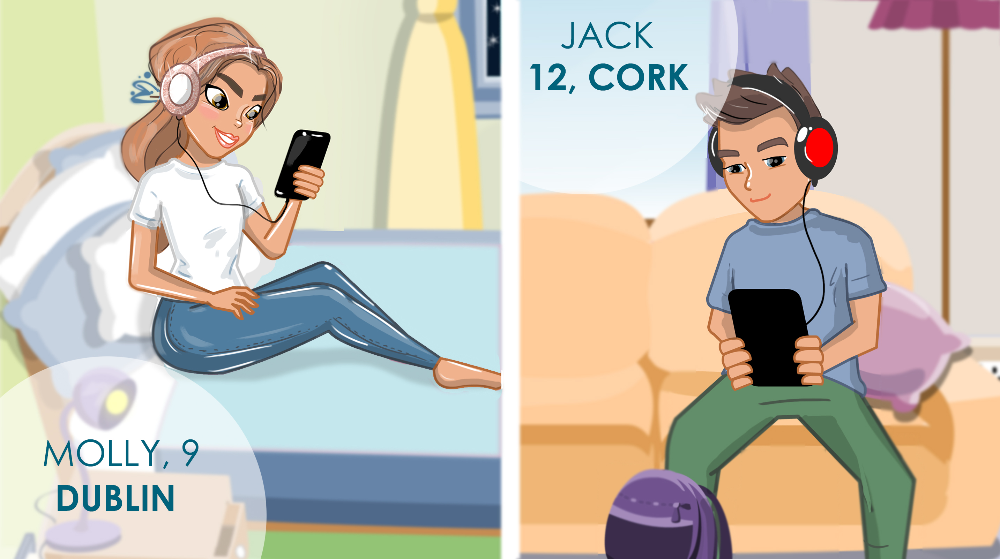 MOLLY, 9
DUBLIN
JACK
12, CORK